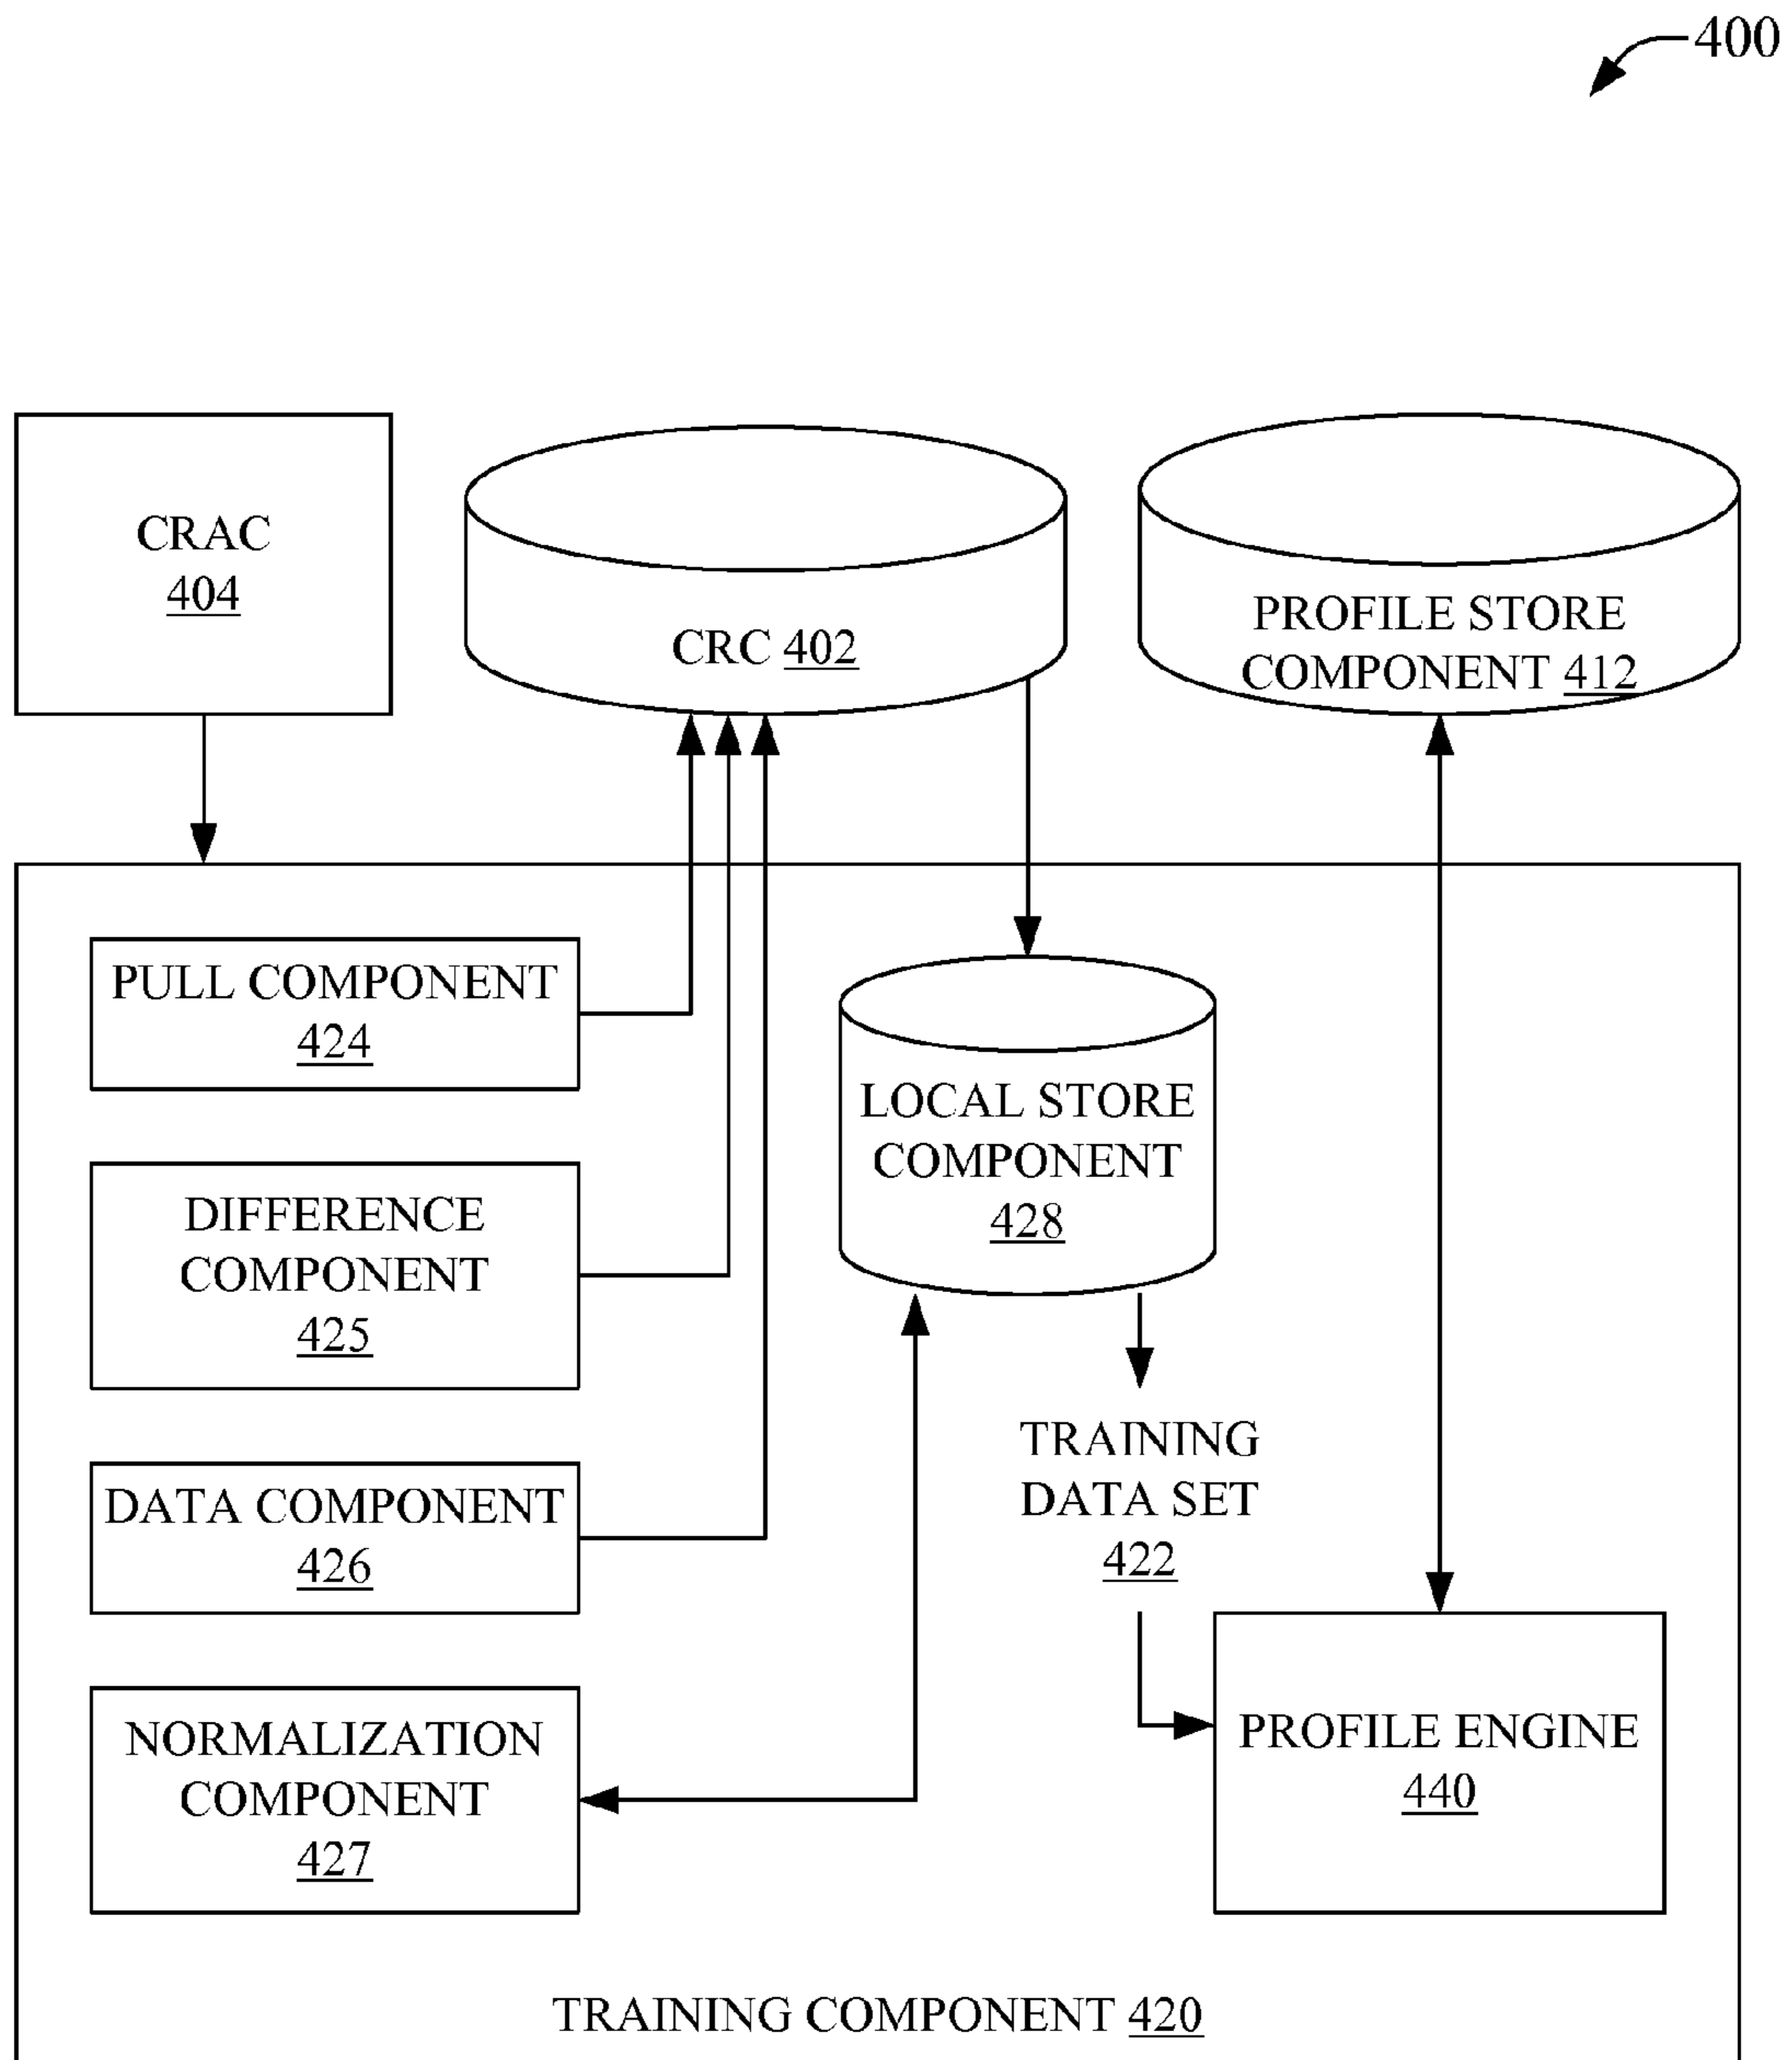 400
CRAC
404
CRC 402
PROFILE STORE
COMPONENT 412
PULL COMPONENT
424
LOCAL STORE
COMPONENT
428
DIFFERENCE
COMPONENT
425
TRAINING
DATA SET
422
DATA COMPONENT
426
NORMALIZATION
COMPONENT
427
PROFILE ENGINE
440
TRAINING COMPONENT 420